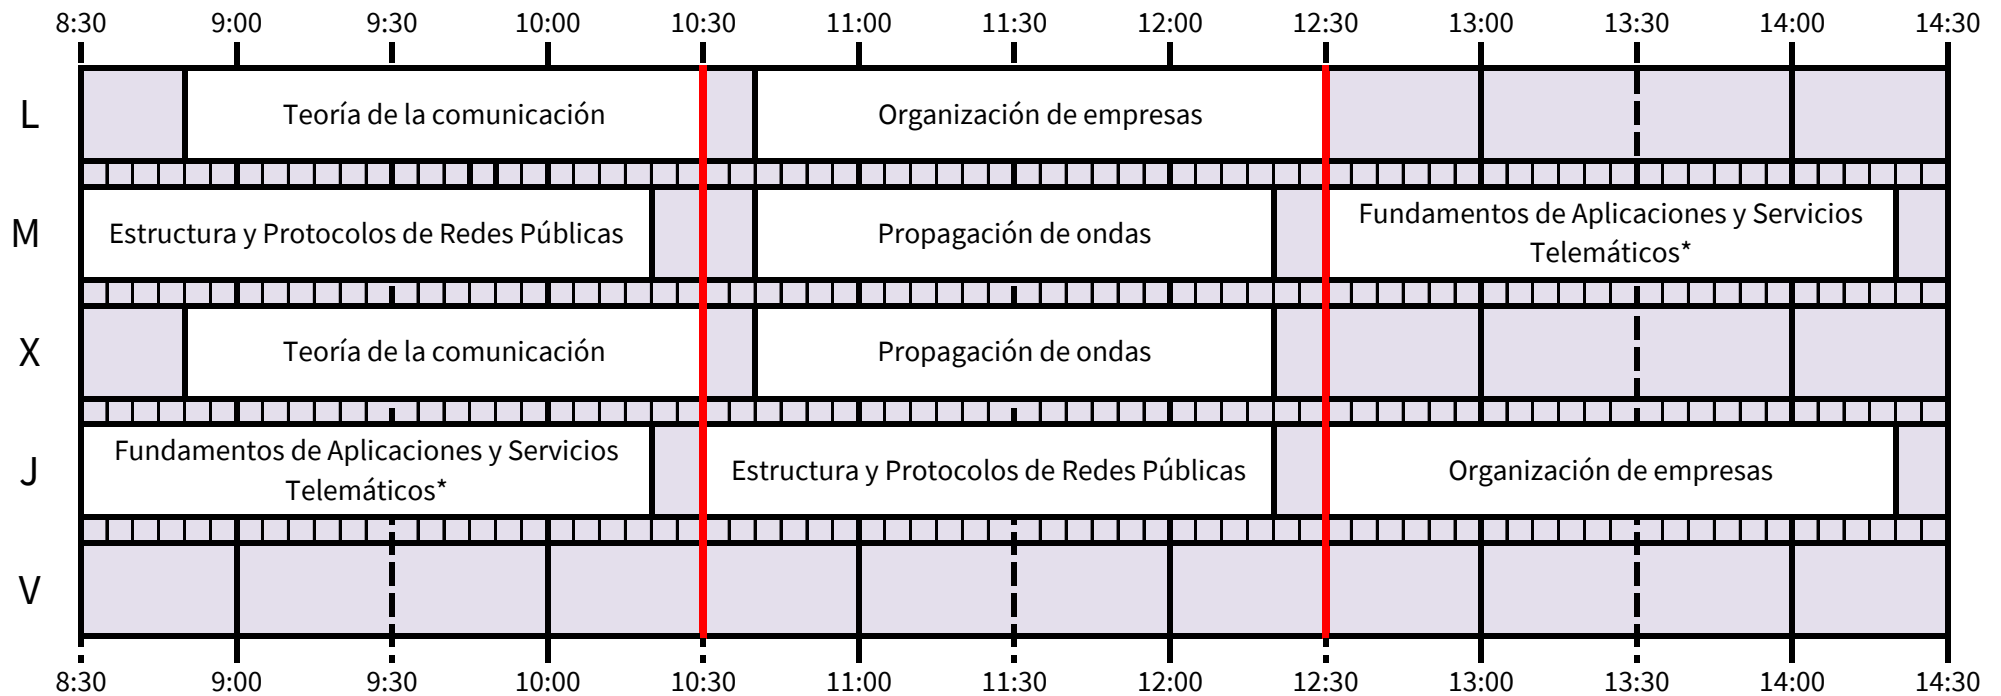 8:30 9:00 9:30 10:00 10:30 11:00 11:30 12:00 12:30 13:00 13:30 14:00 14:30
L Teoría de la comunicación Organización de empresas
M Estructura y Protocolos de Redes Públicas Propagación de ondas Fundamentos de Aplicaciones y Servicios
Telemáticos*
X Teoría de la comunicación Propagación de ondas
J Fundamentos de Aplicaciones y Servicios
Telemáticos* Estructura y Protocolos de Redes Públicas Organización de empresas
V
8:30 9:00 9:30 10:00 10:30 11:00 11:30 12:00 12:30 13:00 13:30 14:00 14:30